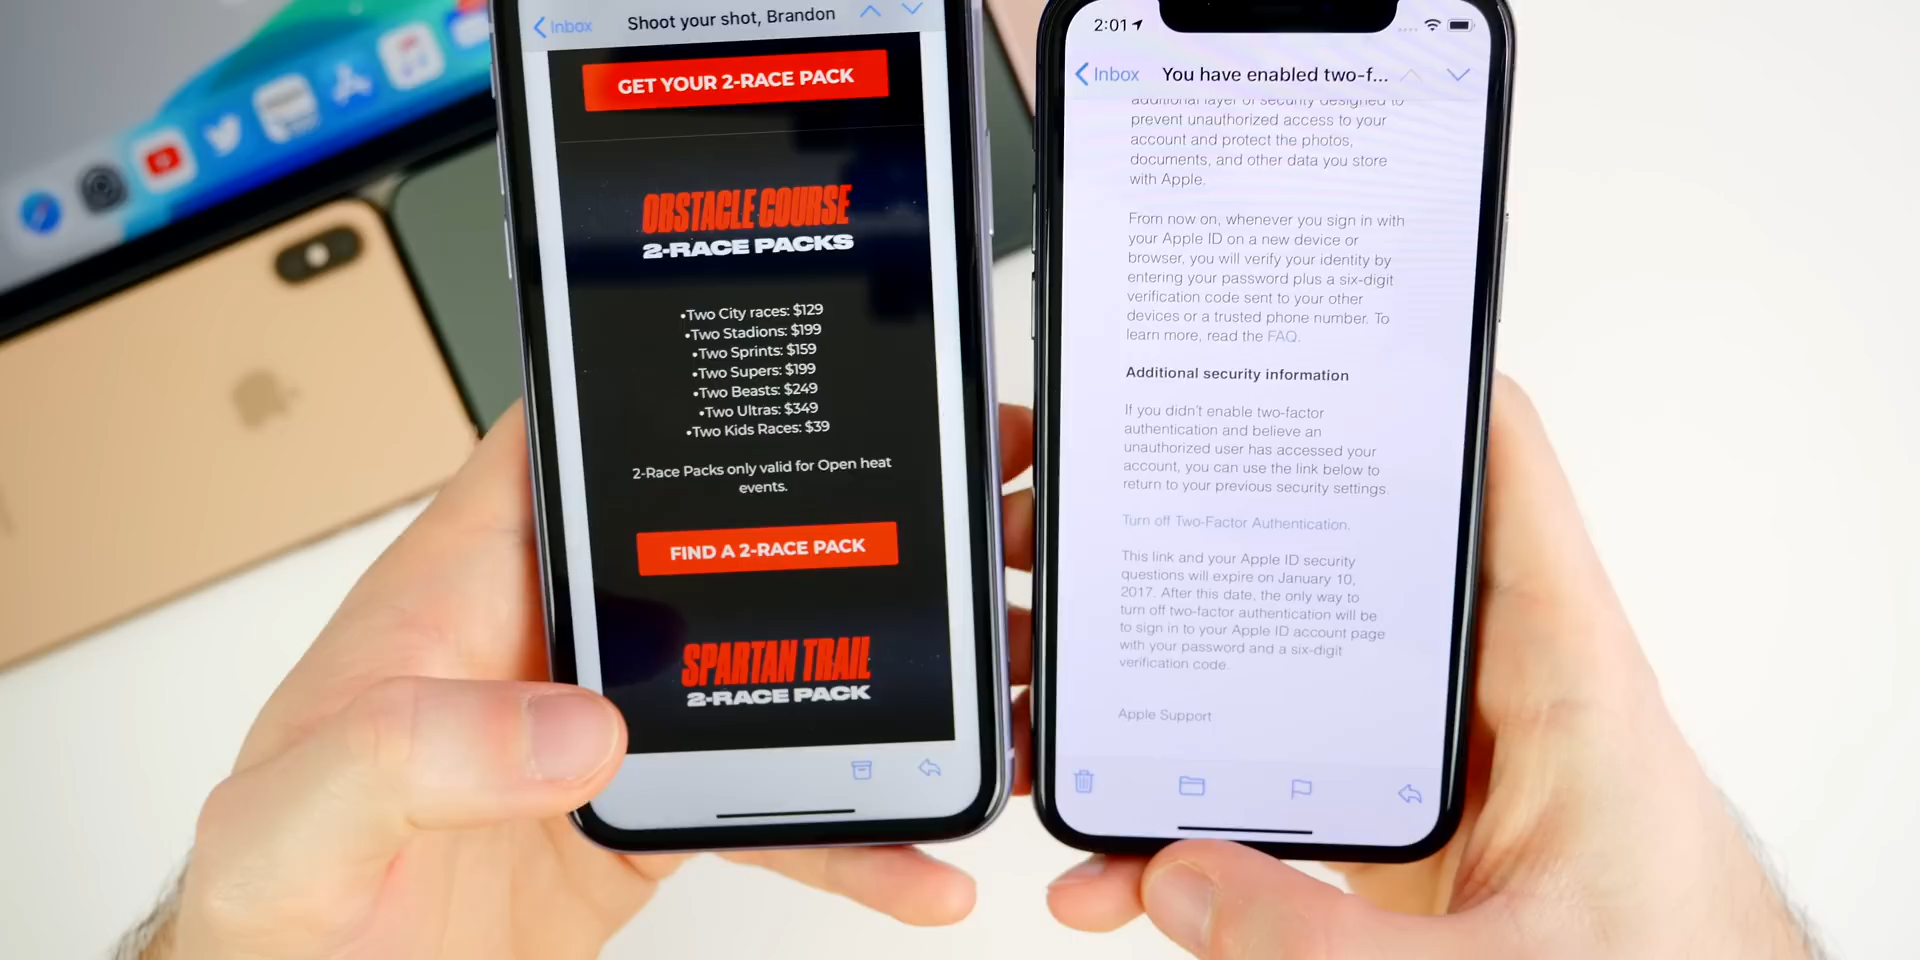 Inbox
Shoot your shot, Brandon
GET YOUR 2-RACE PACK
OBSTACLE COURSE
2-RACE PACKS
•Two City races: $129
•Two Stadions: $199
•Two Sprints: $159
•Two Supers: $199
•Two Beasts: $249
•Two Ultras: $349
•Two Kids Races: $39
2-Race Packs only valid for Open heat
events.
FIND A 2-RACE PACK
SPARTAN TRAIL
2-RACE PACK
2:01
Inbox
You have enabled two-f...
additional layer of security designed to
prevent unauthorized access to your
account and protect the photos,
documents, and other data you store
with Apple.
From now on, whenever you sign in with
your Apple ID on a new device or
browser, you will verify your identity by
entering your password plus a six-digit
verification code sent to your other
devices or a trusted phone number. To
learn more, read the FAQ.
Additional security information
If you didn't enable two-factor
authentication and believe an
unauthorized user has accessed your
account, you can use the link below to
return to your previous security settings.
Turn off Two-Factor Authentication.
This link and your Apple ID security
questions will expire on January 10,
2017. After this date, the only way to
turn off two-factor authentication will be
to sign in to your Apple ID account page
with your password and a six-digit
verification code.
Apple Support